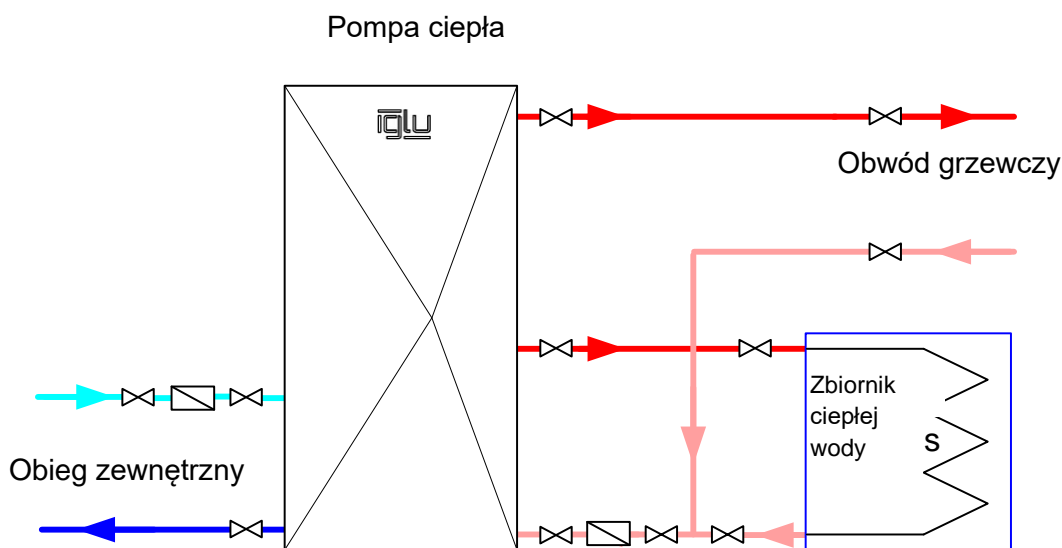 Pompa ciepła
iglu
Obwód grzewczy
Zbiornik
ciepłej
wody
s
Obieg zewnętrzny